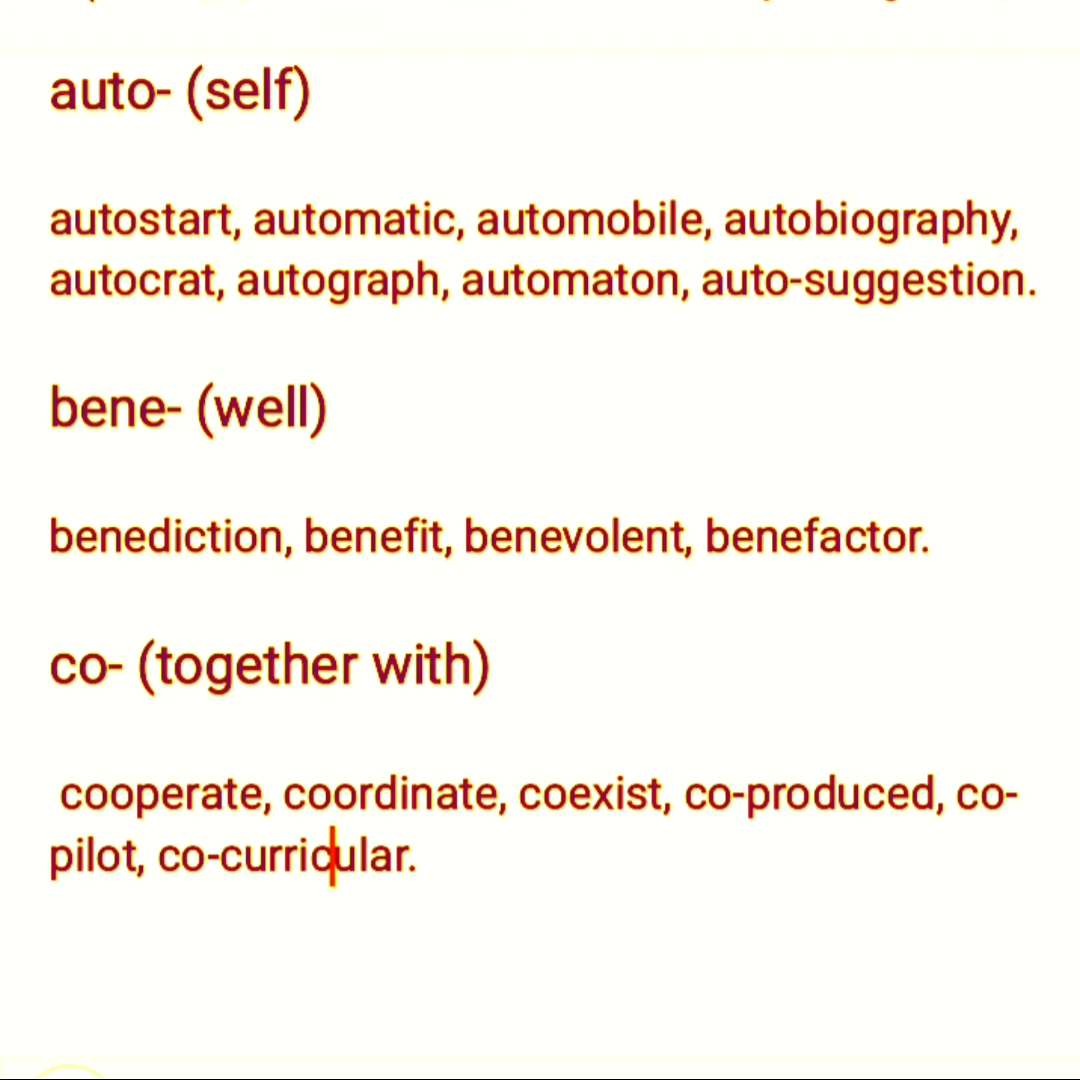 auto- (self)
autostart, automatic, automobile, autobiography,
autocrat, autograph, automaton, auto-suggestion.
bene- (well)
benediction, benefit, benevolent, benefactor.
co- (together with)
cooperate, coordinate, coexist, co-produced, co-
pilot, co-curricular.